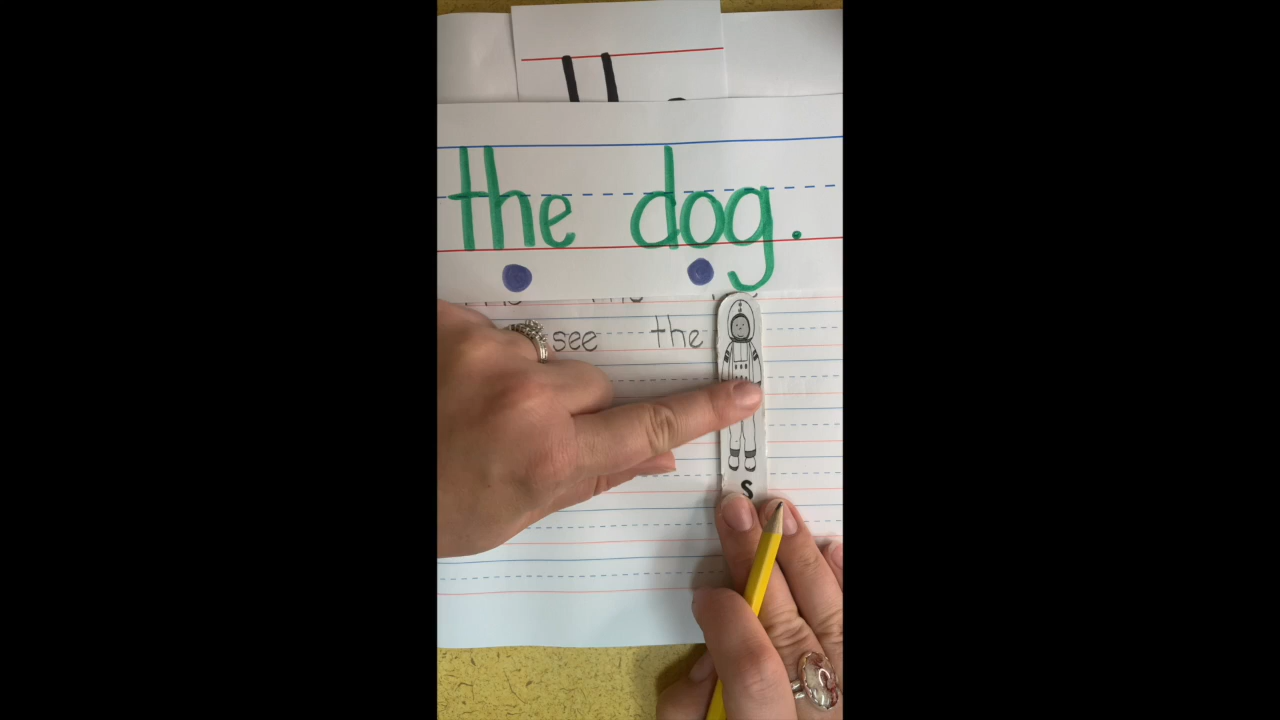 the dog.
see the
s